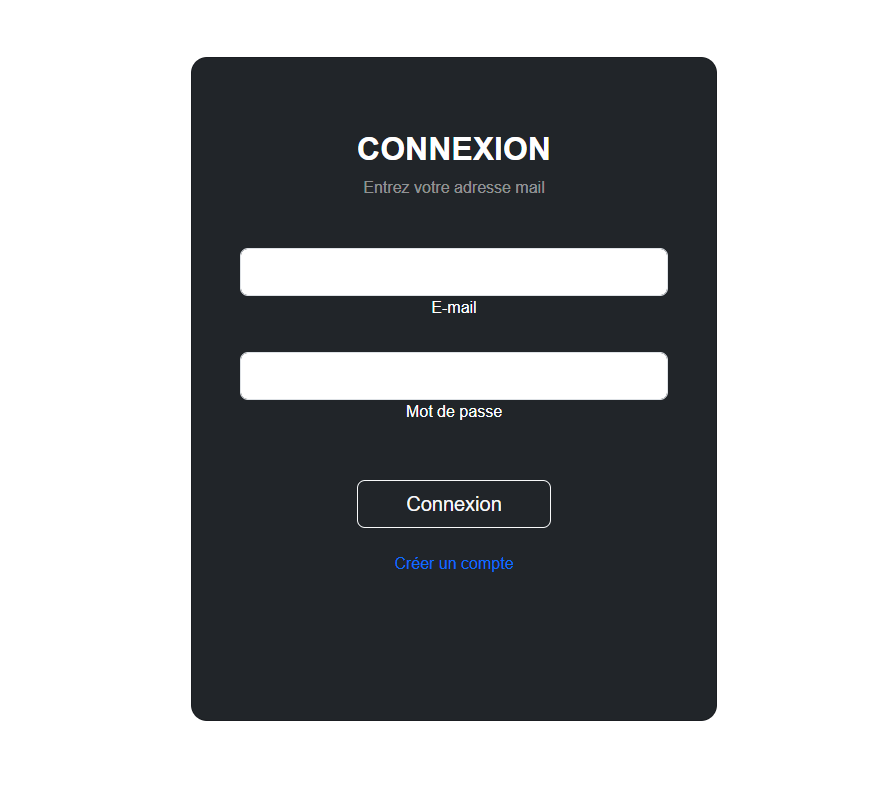 CONNEXION
Entrez votre adresse mail
E-mail
Mot de passe
Connexion
Créer un compte